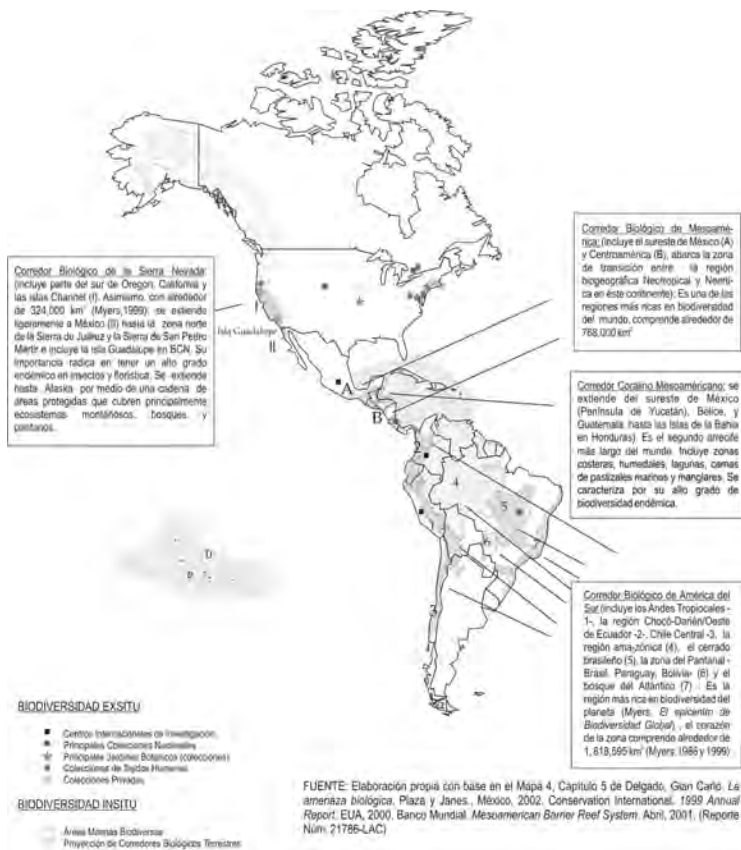 Corredor Biológico de la Sierra Nevada:
(incluye parte del sur de Oregon, California y
las islas Channel (I). Asimismo, con alrededor
de 324,000 km² (Myers,1999), se extiende
ligeramente a México (II) hasta la zona norte
de la Sierra de Juáruz y la Sierra de San Pedro
Mártir e incluye la isla Guadalupe en BCN. Su
importancia radica en tener un alto grado
endémico en insectos y florística. Se extiende
hasta Alaska por medio de una cadena de
áreas protegidas que cubren principalmente
ecosistemas montañosos, bosques y
pantanos.
I
Isla Guadalupe
II
Corredor Biológico de Mesoamé-
rica: (incluye el sureste de México (A)
y Centroamérica (B), abarca la zona
de transición entre la región
biogeográfica Neotropical y Neerti-
ca en éste continente). Es una de las
regiones más ricas en biodiversidad
del mundo, comprende alrededor de
768,000 km²
A
B
Corredor Coralino Mesoaméricano: se
extiende del sureste de México
(Península de Yucatán), Belice, y
Guatemala, hasta las Islas de la Bahía
en Honduras). Es el segundo arrecife
más largo del mundo. Incluye zonas
costeras, humedales, lagunas, camas
de pastizales marinos y manglares. Se
caracteriza por su alto grado de
biodiversidad endémica.
2
4
5
6
3
D
Corredor Biológico de América del
Sur (incluye los Andes Tropiocales -
1-, la región Chocó-Darién/Oeste
de Ecuador -2-, Chile Central -3, la
región ama-zónica (4), el cerrado
brasileño (5), la zona del Pantanal -
Brasil, Paraguay, Bolivia- (6) y el
bosque del Atlántico (7) . Es la
región más rica en biodiversidad del
planeta (Myers, El epicentro de
Biodiversidad Global) , el corazón
de la zona comprende alrededor de
1,818,595 km² (Myers, 1988 y 1999)
BIODIVERSIDAD EXSITU
Centros Internacionales de Investigación
Principales Colecciones Nacionales
Principales Jardines Botánicos (colecciones)
Colecciones de Tejidos Humanos
Colecciones Privadas
BIODIVERSIDAD INSITU
Áreas Marinas Biodiversas
Proyección de Corredores Biológicos Terrestres
FUENTE: Elaboración propia con base en el Mapa 4, Capítulo 5 de Delgado, Gian Carlo. La
amenaza biológica. Plaza y Janes., México, 2002. Conservation International. 1999 Annual
Report. EUA, 2000. Banco Mundial. Mesoamerican Barrier Reef System. Abril, 2001. (Reporte
Núm. 21786-LAC)